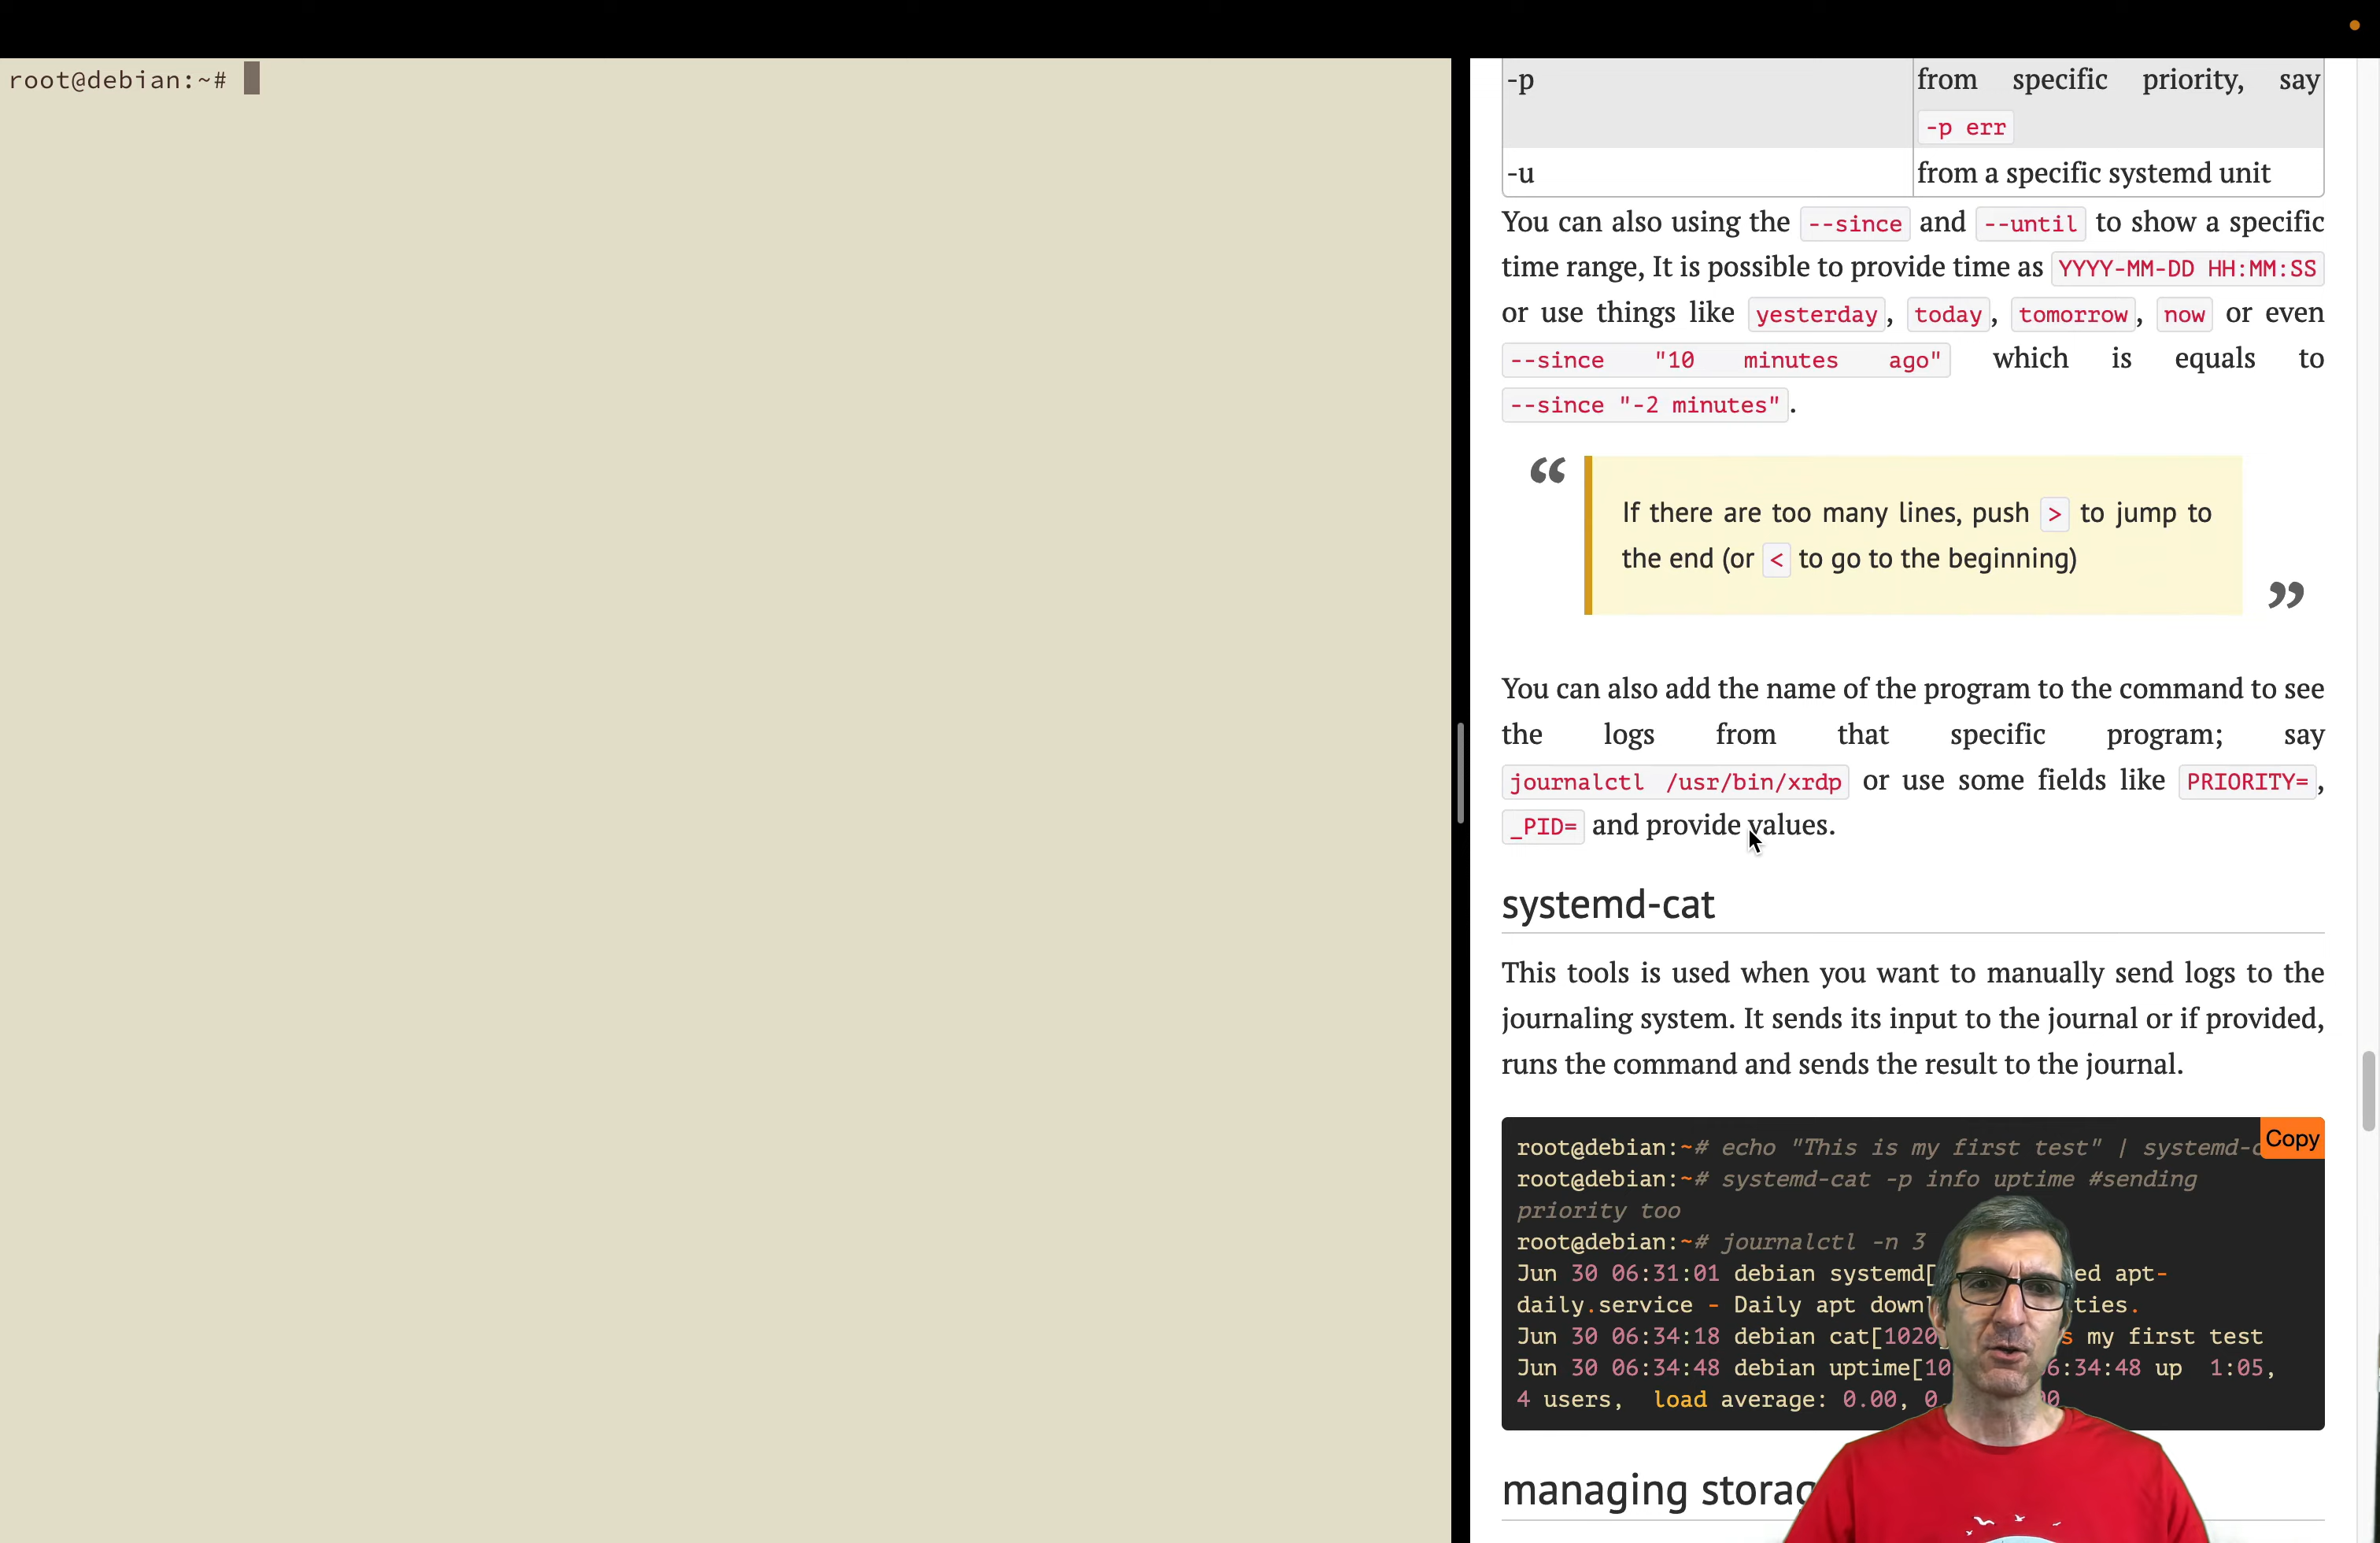 root@debian:~#
-p
from specific priority, say
-p err
-u
from a specific systemd unit
You can also using the --since and --until to show a specific
time range, It is possible to provide time as YYYY-MM-DD HH:MM:SS
or use things like yesterday, today, tomorrow, now or even
--since "10 minutes ago" which is equals to
--since "-2 minutes".
“
If there are too many lines, push > to jump to
the end (or < to go to the beginning)
”
You can also add the name of the program to the command to see
the logs from that specific program; say
journalctl /usr/bin/xrdp or use some fields like PRIORITY=,
_PID= and provide values.
systemd-cat
This tools is used when you want to manually send logs to the
journaling system. It sends its input to the journal or if provided,
runs the command and sends the result to the journal.
Copy
root@debian:~# echo "This is my first test" | systemd-c
root@debian:~# systemd-cat -p info uptime #sending
priority too
root@debian:~# journalctl -n 3
Jun 30 06:31:01 debian systemd[ ed apt-
daily.service - Daily apt down ties.
Jun 30 06:34:18 debian cat[1020 s my first test
Jun 30 06:34:48 debian uptime[10 6:34:48 up 1:05,
4 users, load average: 0.00, 0 00
managing